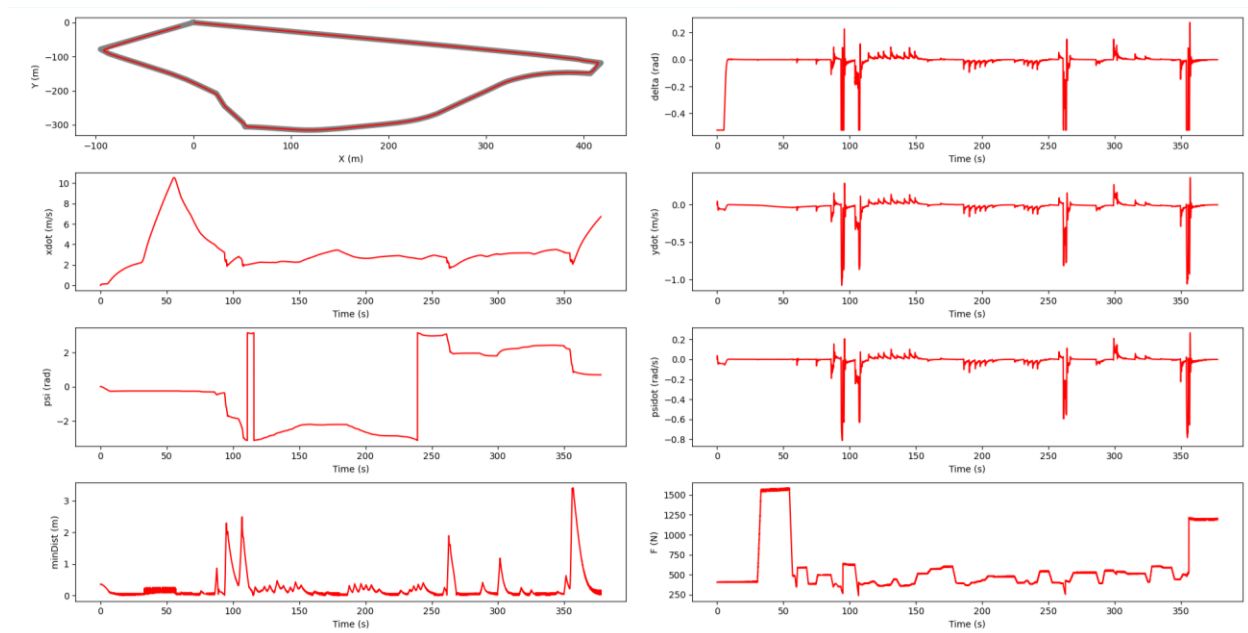 0
−100
−200
−300
Y (m)
−100 0 100 200 300 400
X (m)
0.2
0.0
−0.2
−0.4
delta (rad)
0 50 100 150 200 250 300 350
Time (s)
10
8
6
4
2
0
xdot (m/s)
0 50 100 150 200 250 300 350
Time (s)
0.0
−0.5
−1.0
ydot (m/s)
0 50 100 150 200 250 300 350
Time (s)
2
0
−2
psi (rad)
0 50 100 150 200 250 300 350
Time (s)
0.2
0.0
−0.2
−0.4
−0.6
−0.8
psidot (rad/s)
0 50 100 150 200 250 300 350
Time (s)
3
2
1
0
minDist (m)
0 50 100 150 200 250 300 350
Time (s)
1500
1250
1000
750
500
250
F (N)
0 50 100 150 200 250 300 350
Time (s)